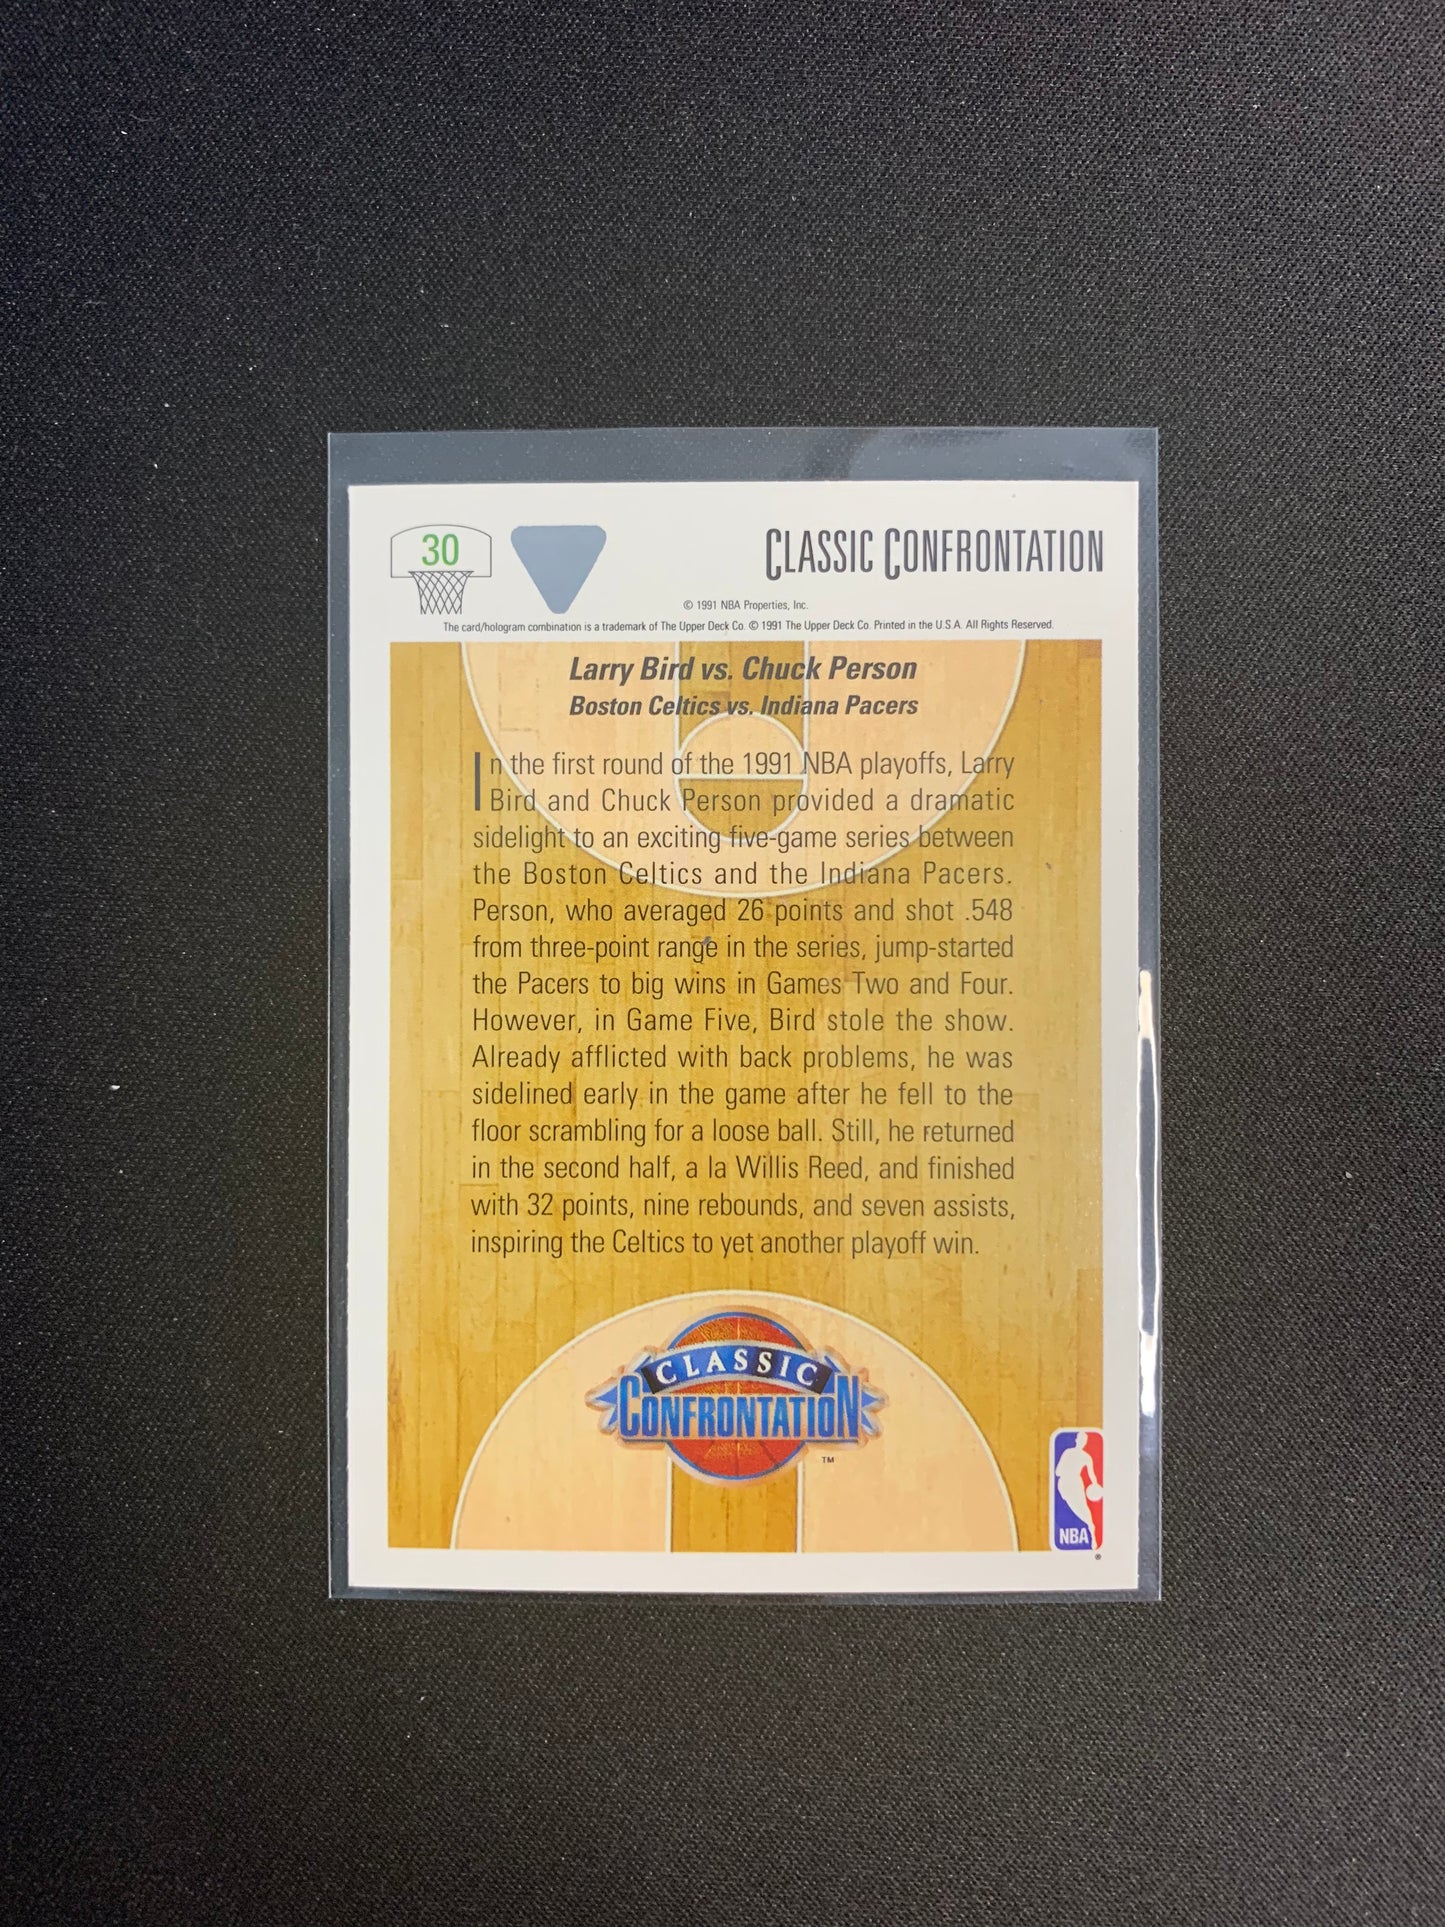 30
CLASSIC CONFRONTATION
© 1991 NBA Properties, Inc.
The card/hologram combination is a trademark of The Upper Deck Co. © 1991 The Upper Deck Co. Printed in the U.S.A. All Rights Reserved.
Larry Bird vs. Chuck Person
Boston Celtics vs. Indiana Pacers
In the first round of the 1991 NBA playoffs, Larry
Bird and Chuck Person provided a dramatic
sidelight to an exciting five-game series between
the Boston Celtics and the Indiana Pacers.
Person, who averaged 26 points and shot .548
from three-point range in the series, jump-started
the Pacers to big wins in Games Two and Four.
However, in Game Five, Bird stole the show.
Already afflicted with back problems, he was
sidelined early in the game after he fell to the
floor scrambling for a loose ball. Still, he returned
in the second half, a la Willis Reed, and finished
with 32 points, nine rebounds, and seven assists,
inspiring the Celtics to yet another playoff win.
CLASSIC
CONFRONTATION
TM
NBA
®